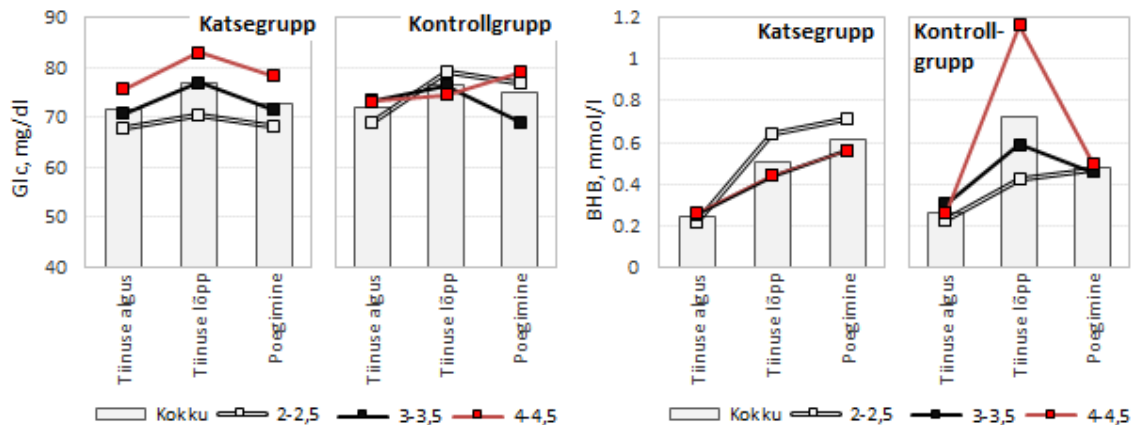 Glc, mg/dl
90
80
70
60
50
40
Katsegrupp
Kontrollgrupp
Tiinuse algus
Tiinuse lõpp
Poegimine
Tiinuse algus
Tiinuse lõpp
Poegimine
Kokku 2-2,5 3-3,5 4-4,5
BHB, mmol/l
1.2
1
0.8
0.6
0.4
0.2
0
Katsegrupp
Kontroll-
grupp
Tiinuse algus
Tiinuse lõpp
Poegimine
Tiinuse algus
Tiinuse lõpp
Poegimine
Kokku 2-2,5 3-3,5 4-4,5